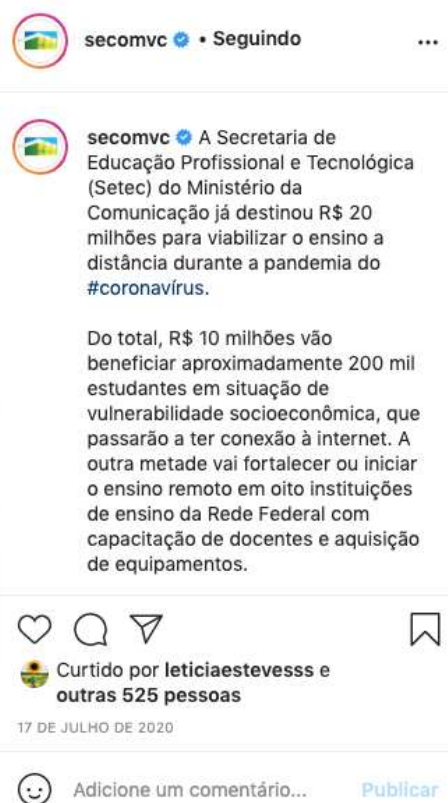 secomvc • Seguindo
secomvc A Secretaria de
Educação Profissional e Tecnológica
(Setec) do Ministério da
Comunicação já destinou R$ 20
milhões para viabilizar o ensino a
distância durante a pandemia do
#coronavírus.
Do total, R$ 10 milhões vão
beneficiar aproximadamente 200 mil
estudantes em situação de
vulnerabilidade socioeconômica, que
passarão a ter conexão à internet. A
outra metade vai fortalecer ou iniciar
o ensino remoto em oito instituições
de ensino da Rede Federal com
capacitação de docentes e aquisição
de equipamentos.
Curtido por leticiaestevesss e
outras 525 pessoas
17 DE JULHO DE 2020
Adicione um comentário... Publicar